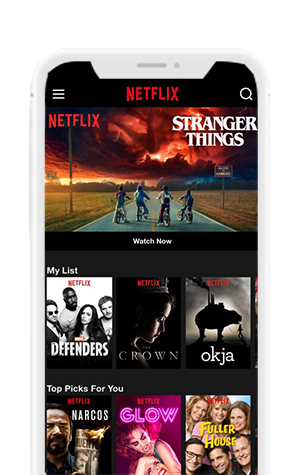 NETFLIX
NETFLIX
STRANGER
THINGS
Watch Now
My List
NETFLIX
NETFLIX
NETFLIX
DEFENDERS
THE
CROWN
okja
Top Picks For You
NETFLIX
NETFLIX
NETFLIX
NARCOS
GLOW
FULLER
HOUSE